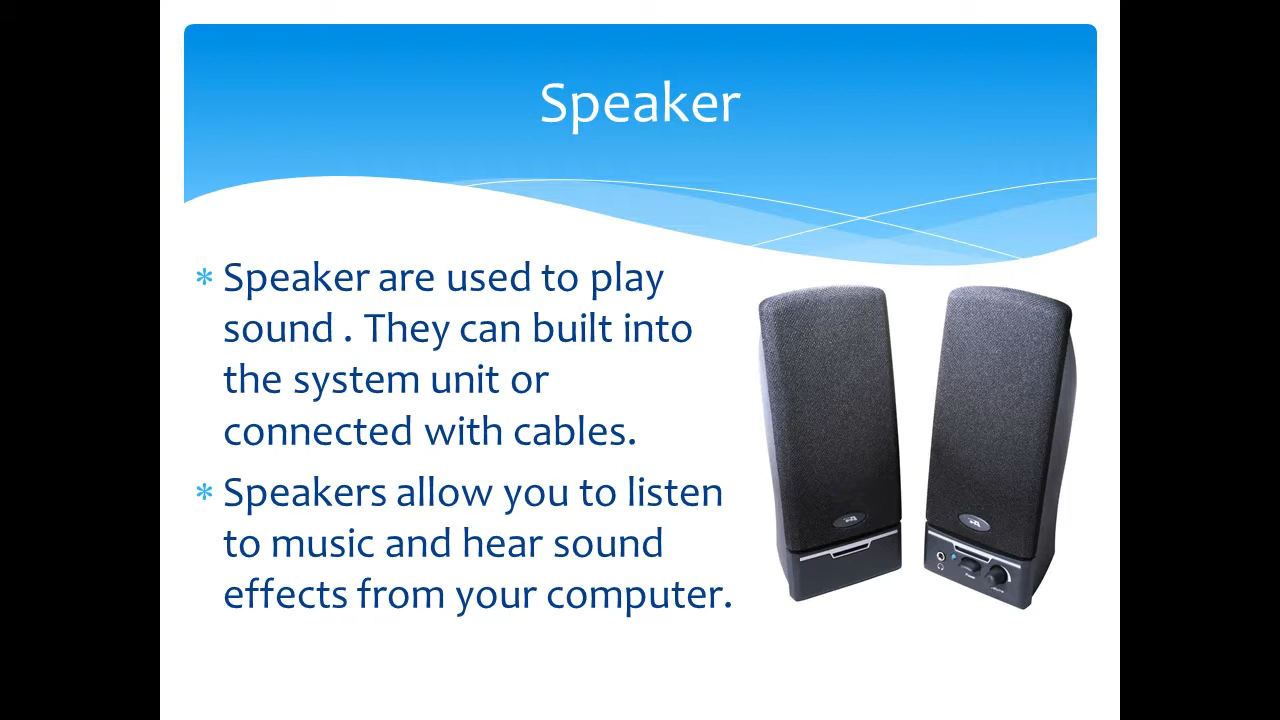 Speaker
* Speaker are used to play
sound . They can built into
the system unit or
connected with cables.
* Speakers allow you to listen
to music and hear sound
effects from your computer.